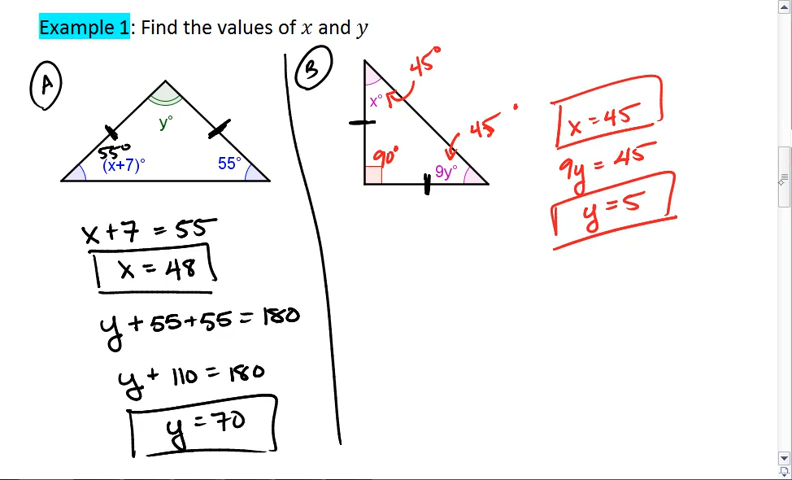 Example 1: Find the values of x and y
A
y°
55°
(x+7)°
55°
x+7 = 55
x = 48
y + 55+55 = 180
y + 110 = 180
y = 70
B
45°
x°
45°
90°
9y°
x = 45
9y = 45
y = 5